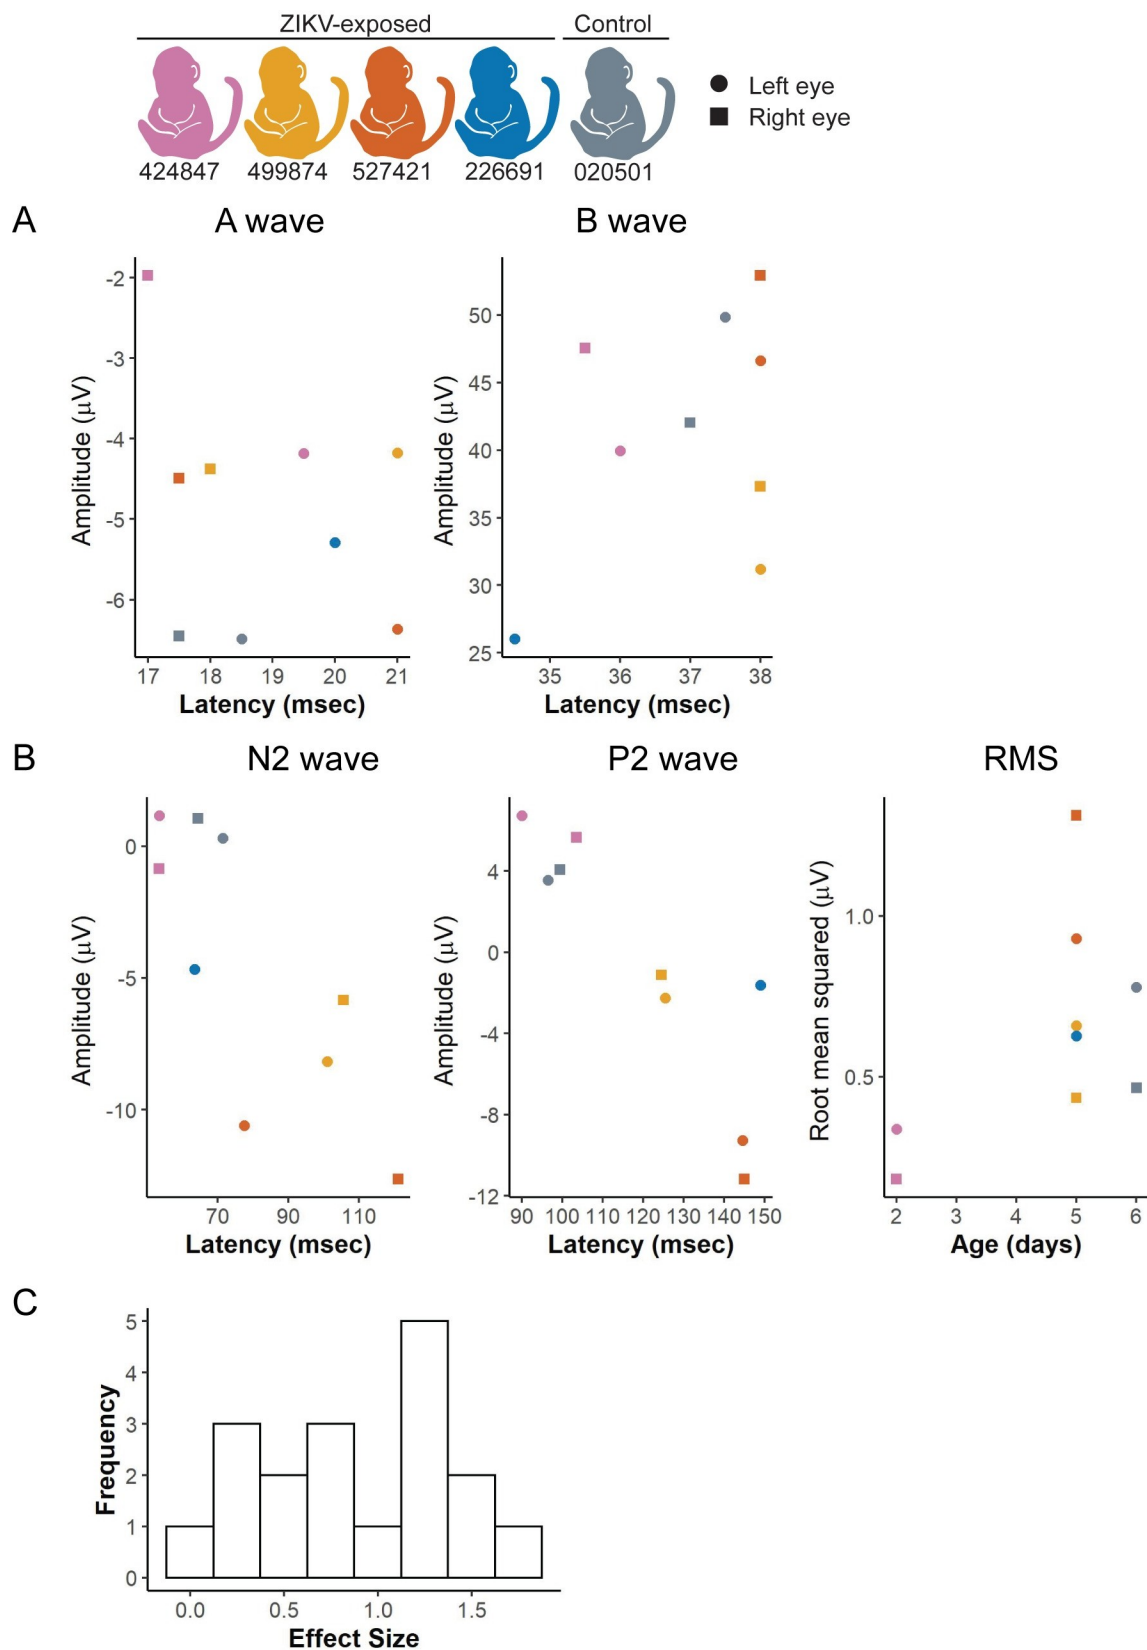 ZIKV-exposed Control
Left eye
Right eye
424847 499874 527421 226691 020501
A A wave B wave
-2
-3
-4
-5
-6
Amplitude (µV)
17 18 19 20 21
Latency (msec)
50
45
40
35
30
25
Amplitude (µV)
35 36 37 38
Latency (msec)
B N2 wave P2 wave RMS
0
-5
-10
Amplitude (µV)
70 90 110
Latency (msec)
4
0
-4
-8
-12
Amplitude (µV)
90 100 110 120 130 140 150
Latency (msec)
1.0
0.5
Root mean squared (µV)
2 3 4 5 6
Age (days)
C
5
4
3
2
1
0
Frequency
0.0 0.5 1.0 1.5
Effect Size